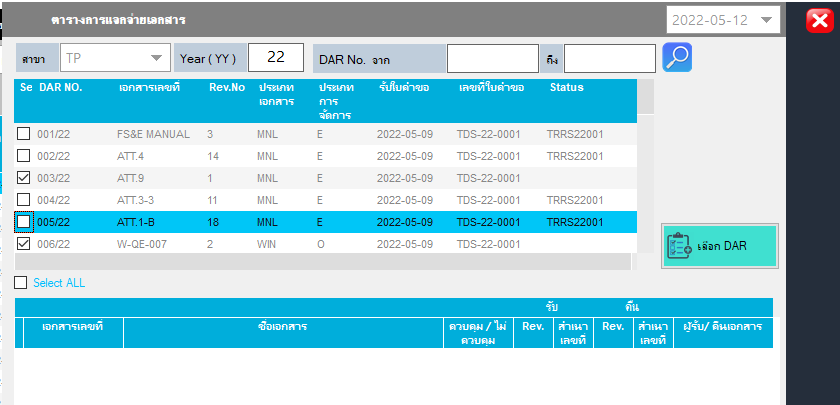 ตารางการแจกจ่ายเอกสาร 2022-05-12
สาขา TP Year ( YY ) 22 DAR No. จาก ถึง
Se DAR NO. เอกสารเลขที่ Rev.No ประเภทเอกสาร ประเภทการจัดการ รับใบคำขอ เลขที่ใบคำขอ Status
001/22 FS&E MANUAL 3 MNL E 2022-05-09 TDS-22-0001 TRRS22001
002/22 ATT.4 14 MNL E 2022-05-09 TDS-22-0001 TRRS22001
003/22 ATT.9 1 MNL E 2022-05-09 TDS-22-0001
004/22 ATT.3-3 11 MNL E 2022-05-09 TDS-22-0001 TRRS22001
005/22 ATT.1-B 18 MNL E 2022-05-09 TDS-22-0001 TRRS22001
006/22 W-QE-007 2 WIN O 2022-05-09 TDS-22-0001
เลือก DAR
Select ALL
รับ คืน
เอกสารเลขที่ ชื่อเอกสาร ควบคุม / ไม่ควบคุม Rev. สำเนาเลขที่ Rev. สำเนาเลขที่ ผู้รับ/ คืนเอกสาร